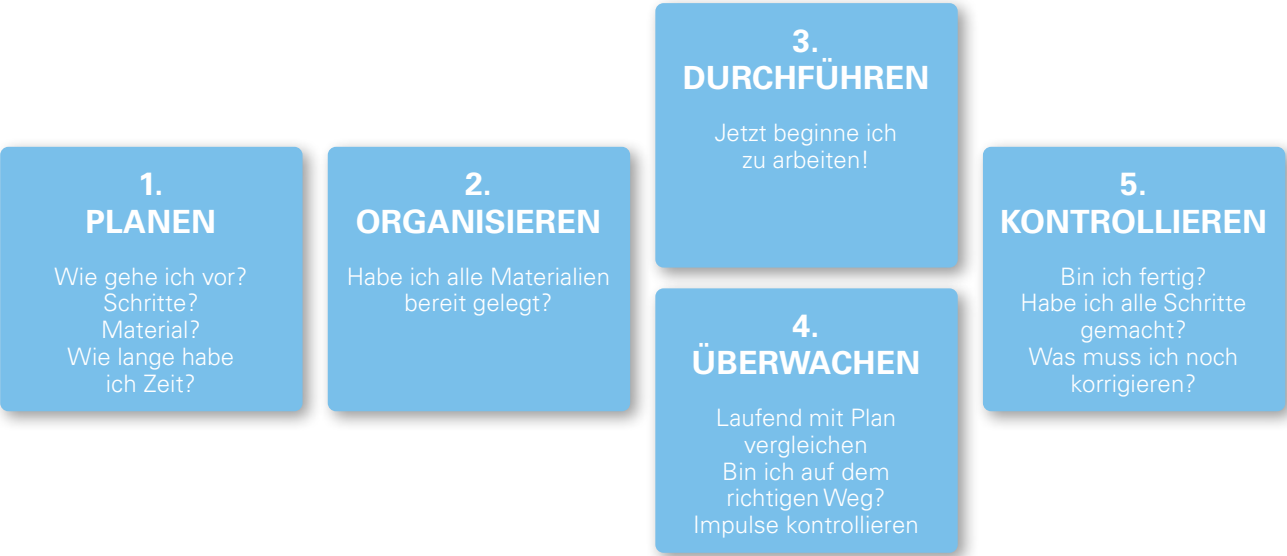 1.
PLANEN
Wie gehe ich vor?
Schritte?
Material?
Wie lange habe
ich Zeit?
2.
ORGANISIEREN
Habe ich alle Materialien
bereit gelegt?
3.
DURCHFÜHREN
Jetzt beginne ich
zu arbeiten!
4.
ÜBERWACHEN
Laufend mit Plan
vergleichen
Bin ich auf dem
richtigen Weg?
Impulse kontrollieren
5.
KONTROLLIEREN
Bin ich fertig?
Habe ich alle Schritte
gemacht?
Was muss ich noch
korrigieren?